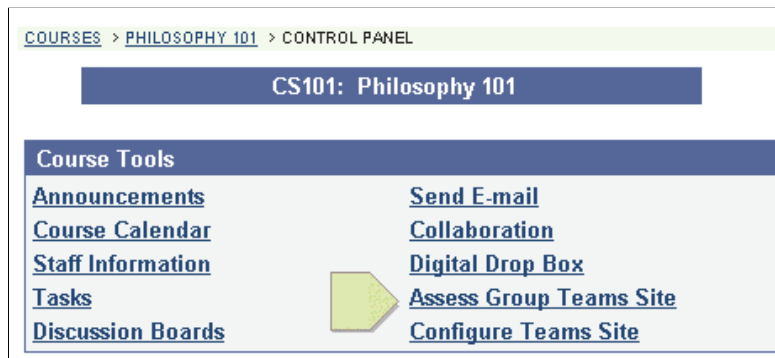 COURSES > PHILOSOPHY 101 > CONTROL PANEL
CS101: Philosophy 101
Course Tools
Announcements
Course Calendar
Staff Information
Tasks
Discussion Boards
Send E-mail
Collaboration
Digital Drop Box
Assess Group Teams Site
Configure Teams Site